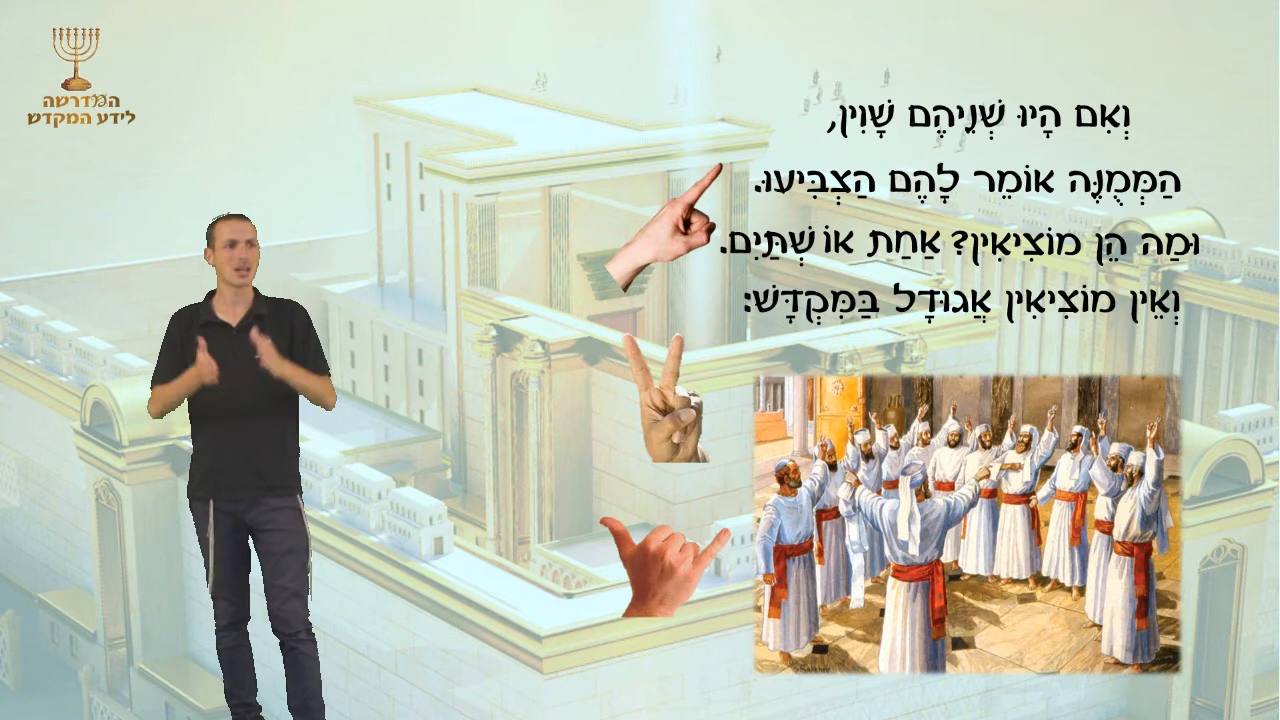 המדרשה
לידע המקדש
וְאִם הָיוּ שְׁנֵיהֶם שָׁוִין,
הַמְּמֻנֶּה אוֹמֵר לָהֶם הַצְבִּיעוּ.
וּמַה הֵן מוֹצִיאִין? אַחַת אוֹ שְׁתַּיִם.
וְאֵין מוֹצִיאִין אֲגוּדָל בַּמִּקְדָּשׁ: